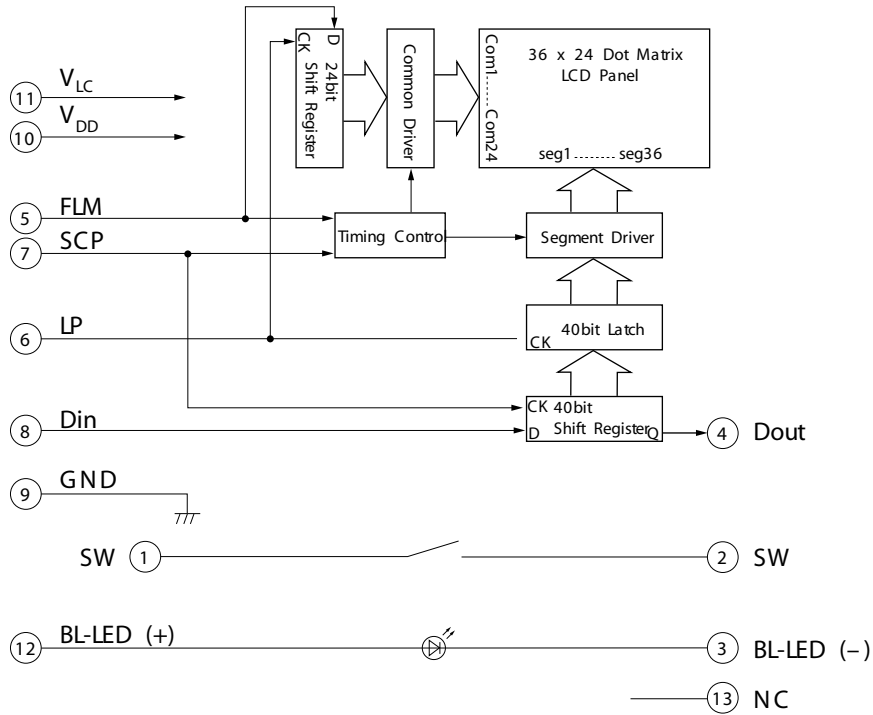 D
CK
24bit
Shift Register
Common Driver
Com1......Com24
36 x 24 Dot Matrix
LCD Panel
seg1........ seg36
11 VLC
10 VDD
5 FLM
7 SCP
Timing Control
Segment Driver
6 LP
40bit Latch
CK
CK 40bit
Shift Register
D
Q
8 Din
4 Dout
9 GND
SW 1
2 SW
12 BL-LED (+)
3 BL-LED (−)
13 NC